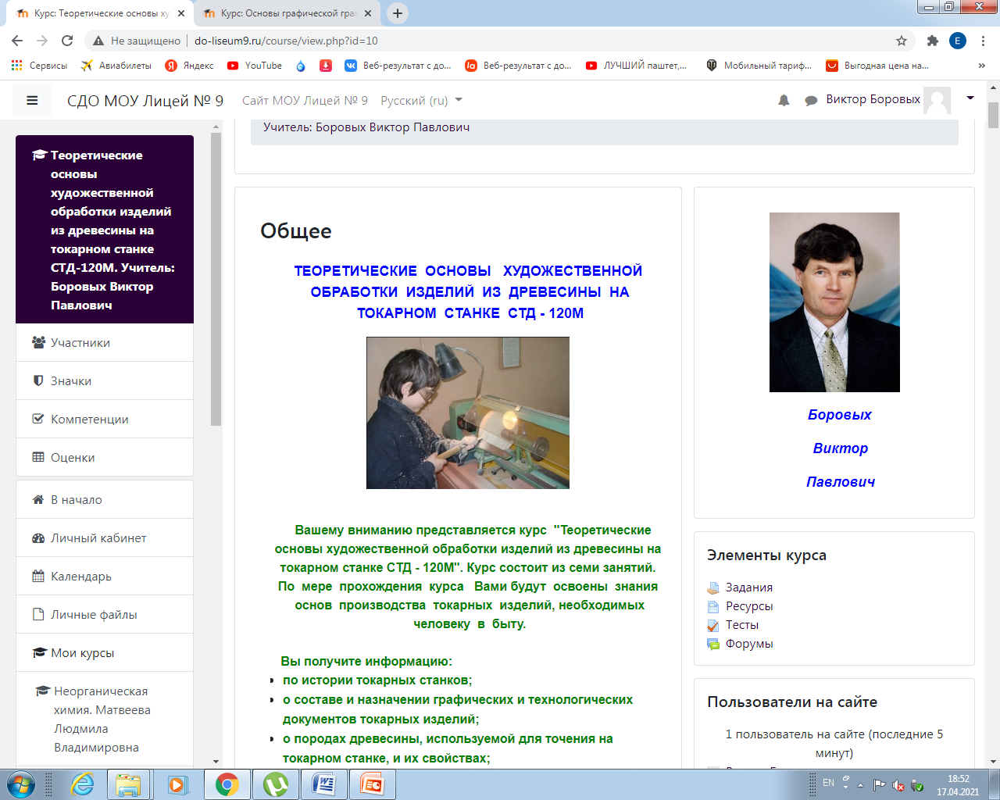 Курс: Теоретические основы ху
Курс: Основы графической гра
Не защищено
do-liseum9.ru/course/view.php?id=10
E
Сервисы
Авиабилеты
Яндекс
YouTube
Веб-результат с до...
Веб-результат с до...
ЛУЧШИЙ паштет,...
Мобильный тариф...
Выгодная цена на...
»
СДО МОУ Лицей № 9
Сайт МОУ Лицей № 9
Русский (ru)
Виктор Боровых
Теоретические
основы
художественной
обработки изделий
из древесины на
токарном станке
СТД-120М. Учитель:
Боровых Виктор
Павлович
Участники
Значки
Компетенции
Оценки
В начало
Личный кабинет
Календарь
Личные файлы
Мои курсы
Неорганическая
химия. Матвеева
Людмила
Владимировна
Учитель: Боровых Виктор Павлович
Общее
ТЕОРЕТИЧЕСКИЕ ОСНОВЫ ХУДОЖЕСТВЕННОЙ
ОБРАБОТКИ ИЗДЕЛИЙ ИЗ ДРЕВЕСИНЫ НА
ТОКАРНОМ СТАНКЕ СТД - 120М
Вашему вниманию представляется курс "Теоретические
основы художественной обработки изделий из древесины на
токарном станке СТД - 120М". Курс состоит из семи занятий.
По мере прохождения курса Вами будут освоены знания
основ производства токарных изделий, необходимых
человеку в быту.
Вы получите информацию:
по истории токарных станков;
о составе и назначении графических и технологических
документов токарных изделий;
о породах древесины, используемой для точения на
токарном станке, и их свойствах;
Боровых
Виктор
Павлович
Элементы курса
Задания
Ресурсы
Тесты
Форумы
Пользователи на сайте
1 пользователь на сайте (последние 5
минут)
EN
18:52
17.04.2021